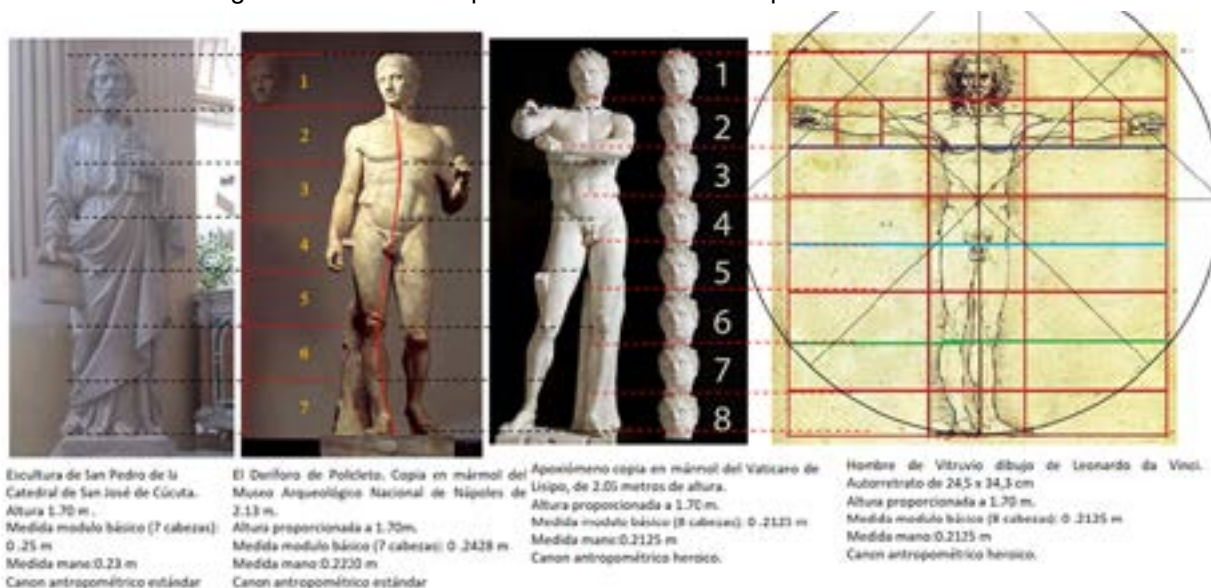 1
2
3
4
5
6
7
1
2
3
4
5
6
7
8
Escultura de San Pedro de la
Catedral de San José de Cúcuta.
Altura 1.70 m.
Medida modulo básico (7 cabezas):
0.25 m
Medida mano:0.23 m
Canon antropométrico estándar
El Doríforo de Policleto. Copia en mármol del
Museo Arqueológico Nacional de Nápoles de
2.13 m.
Altura proporcionada a 1.70m.
Medida modulo básico (7 cabezas): 0.2428 m
Medida mano:0.2220 m
Canon antropométrico estándar
Apoxiómeno copia en mármol del Vaticano de
Lisipo, de 2.05 metros de altura.
Altura proporcionada a 1.70 m.
Medida modulo básico (8 cabezas): 0.2125 m
Medida mano:0.2125 m
Canon antropométrico heroico.
Hombre de Vitruvio dibujo de Leonardo da Vinci.
Autorretrato de 24,5 x 34,3 cm
Altura proporcionada a 1.70 m.
Medida modulo básico (8 cabezas): 0.2125 m
Medida mano:0.2125 m
Canon antropométrico heroico.